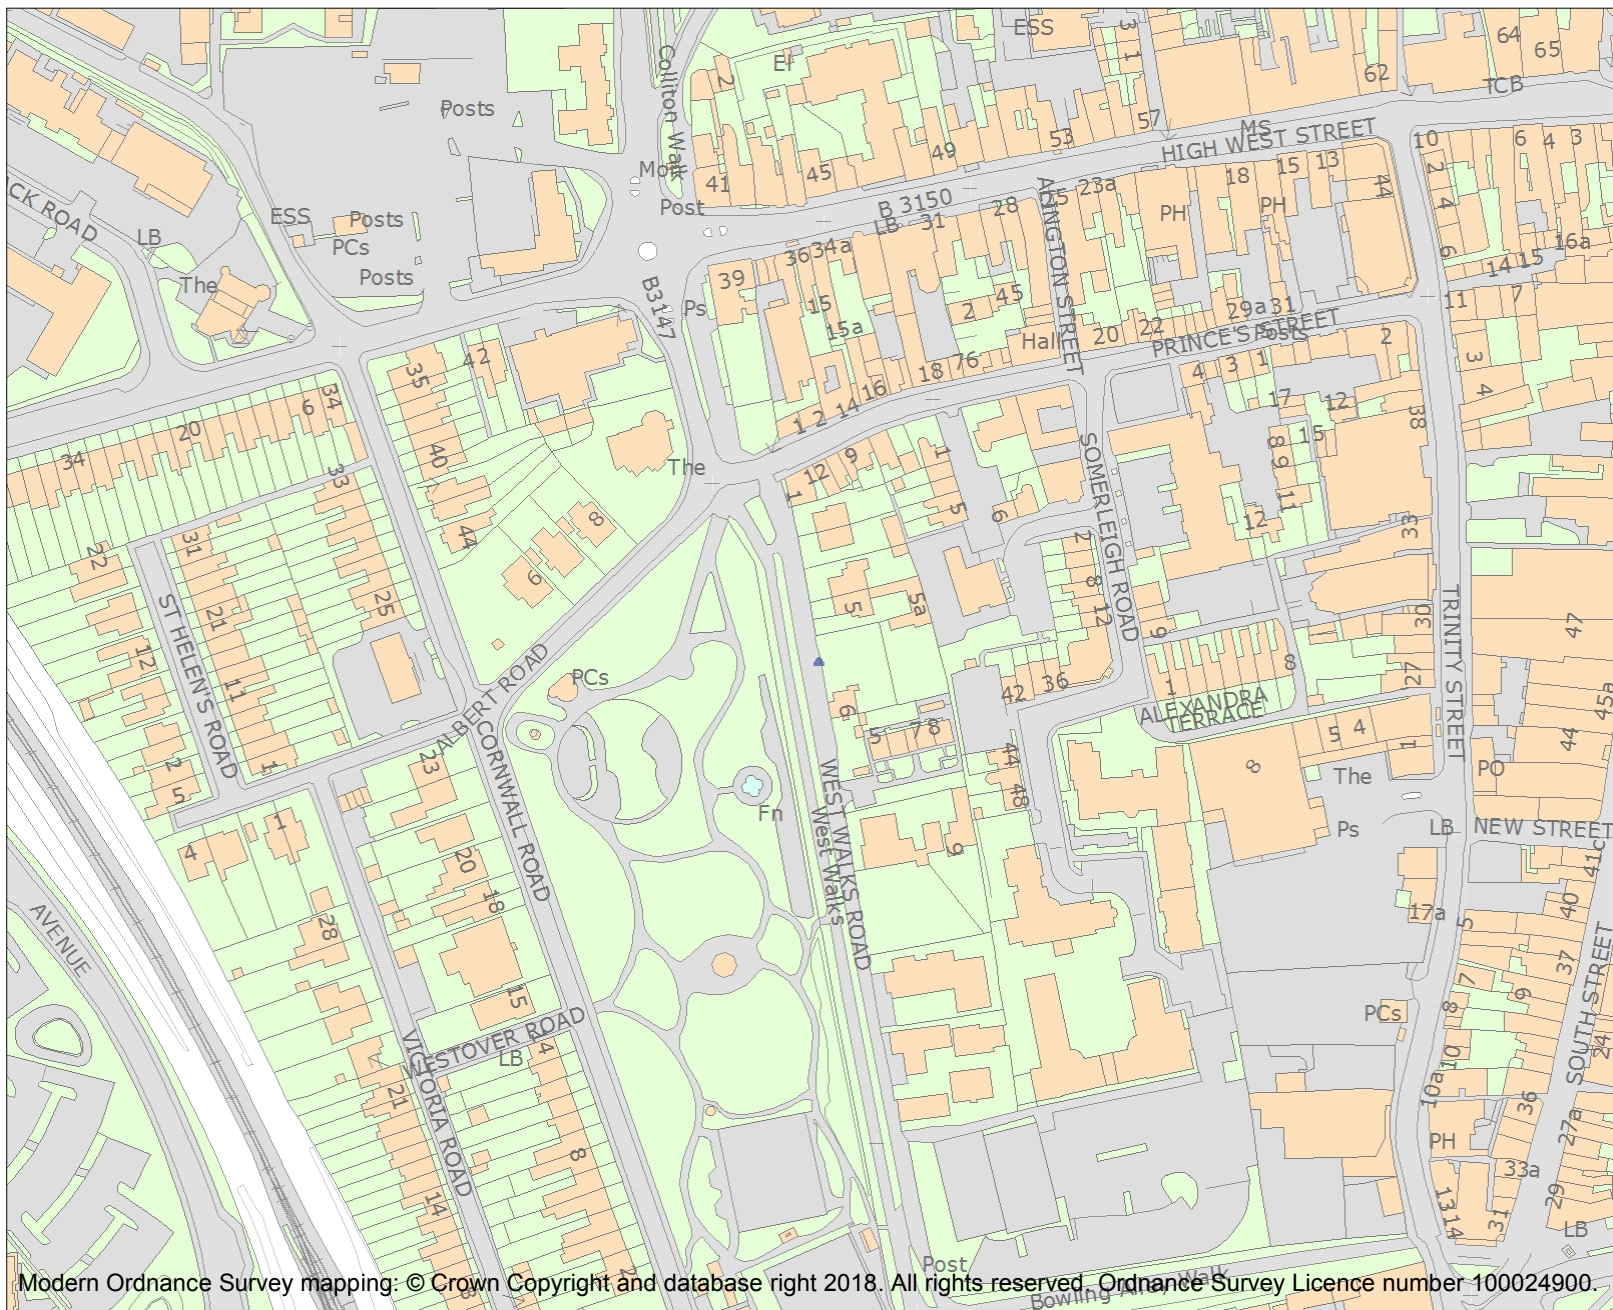 ESS
3
1
64
65
62
TCB
Colliton Walk
2
El
Posts
57
53
49
MS
HIGH WEST STREET
10
6
4
3
45
41
Post
B 3150
LB
31
28
ALINGTON STREET
23a
18
15
13
44
2
4
6
PH
PH
ESS
Posts
PCs
Posts
LB
The
36
34a
39
15
15a
B3147
Ps
2
45
Hall
20
22
29a
31
PRINCE'S STREET
Posts
2
11
7
14
15
16a
3
4
35
42
34
6
20
34
33
40
44
The
1
2
14
16
18
76
12
9
1
1
5
6
4
3
1
17
12
15
8
9
11
12
38
33
SOMERLEIGH ROAD
2
8
12
9
8
6
22
31
21
11
1
12
2
5
ST HELEN'S ROAD
25
5
5a
30
27
TRINITY STREET
47
45a
44
ALBERT ROAD
PCs
6
5
7
8
42
36
1
8
ALEXANDRA
TERRACE
5
4
1
8
The
Ps
PO
LB
NEW STREET
41c
44
48
23
CORNWALL ROAD
Fn
WEST WALKS ROAD
West Walks
9
1
4
20
18
28
15
17a
5
40
37
SOUTH STREET
24
7
8
9
10
10a
PCs
AVENUE
WESTOVER ROAD
LB
14
VICTORIA ROAD
21
14
8
36
27a
PH
33a
29
31
13
14
LB
Post
Bowling Alley Walk
Modern Ordnance Survey mapping: © Crown Copyright and database right 2018. All rights reserved. Ordnance Survey Licence number 100024900.